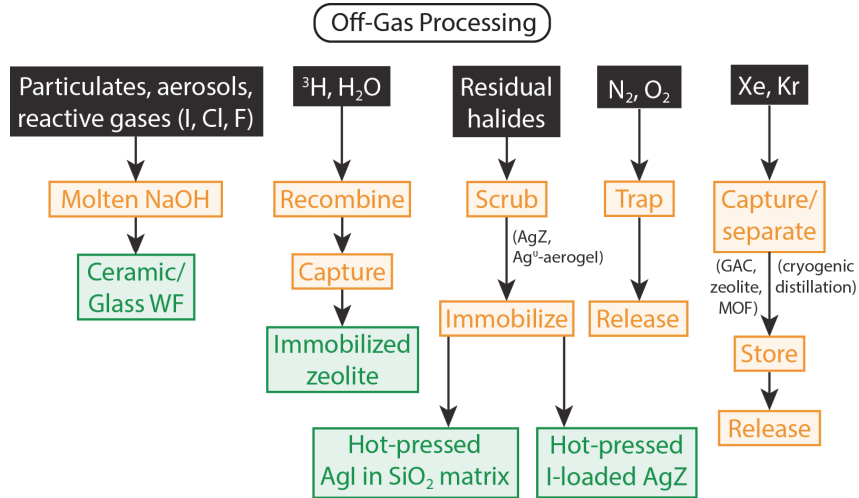 Off-Gas Processing
Particulates, aerosols,
reactive gases (I, Cl, F)
³H, H₂O
Residual
halides
N₂, O₂
Xe, Kr
Molten NaOH
Recombine
Scrub
Trap
Capture/
separate
(AgZ,
Ag⁰-aerogel)
Ceramic/
Glass WF
Capture
(GAC,
zeolite,
MOF)
(cryogenic
distillation)
Immobilize
Release
Immobilized
zeolite
Store
Release
Hot-pressed
AgI in SiO₂ matrix
Hot-pressed
I-loaded AgZ